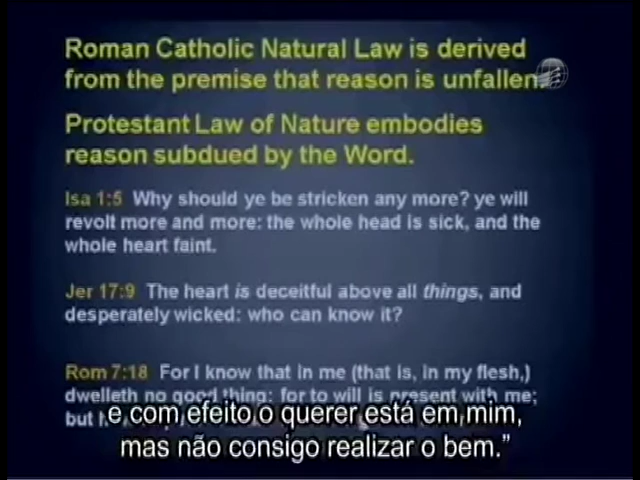 Roman Catholic Natural Law is derived
from the premise that reason is unfallen.
Protestant Law of Nature embodies
reason subdued by the Word.
Isa 1:5 Why should ye be stricken any more? ye will
revolt more and more: the whole head is sick, and the
whole heart faint.
Jer 17:9 The heart is deceitful above all things, and
desperately wicked: who can know it?
Rom 7:18 For I know that in me (that is, in my flesh,)
dwelleth no good thing: for to will is present with me;
but
e com efeito o querer está em mim,
mas não consigo realizar o bem.”